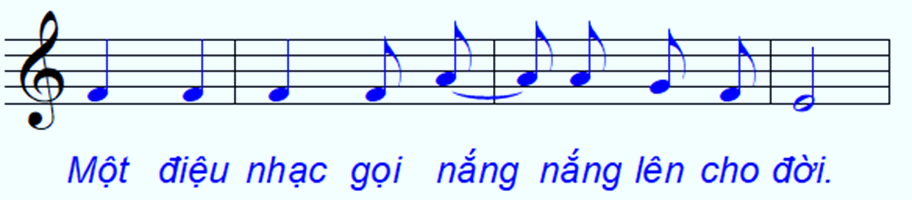 Một điệu nhạc gọi nắng nắng lên cho đời.